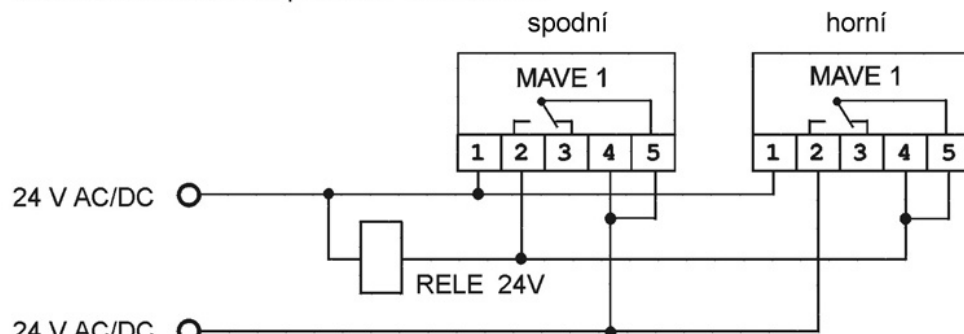 spodní horní
MAVE 1 MAVE 1
1 2 3 4 5 1 2 3 4 5
24 V AC/DC
RELE 24V
24 V AC/DC